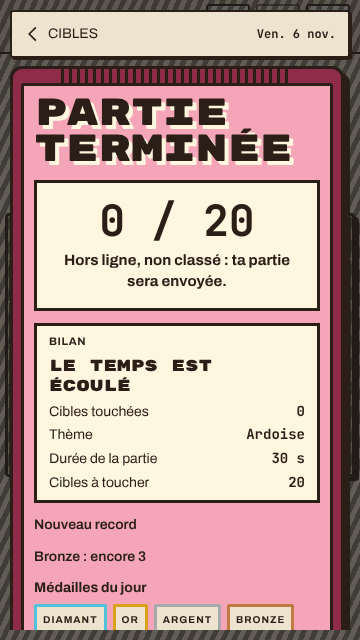 CIBLES
Ven. 6 nov.
PARTIE
TERMINÉE
0 / 20
Hors ligne, non classé : ta partie
sera envoyée.
BILAN
LE TEMPS EST
ÉCOULÉ
Cibles touchées 0
Thème Ardoise
Durée de la partie 30 s
Cibles à toucher 20
Nouveau record
Bronze : encore 3
Médailles du jour
DIAMANT OR ARGENT BRONZE